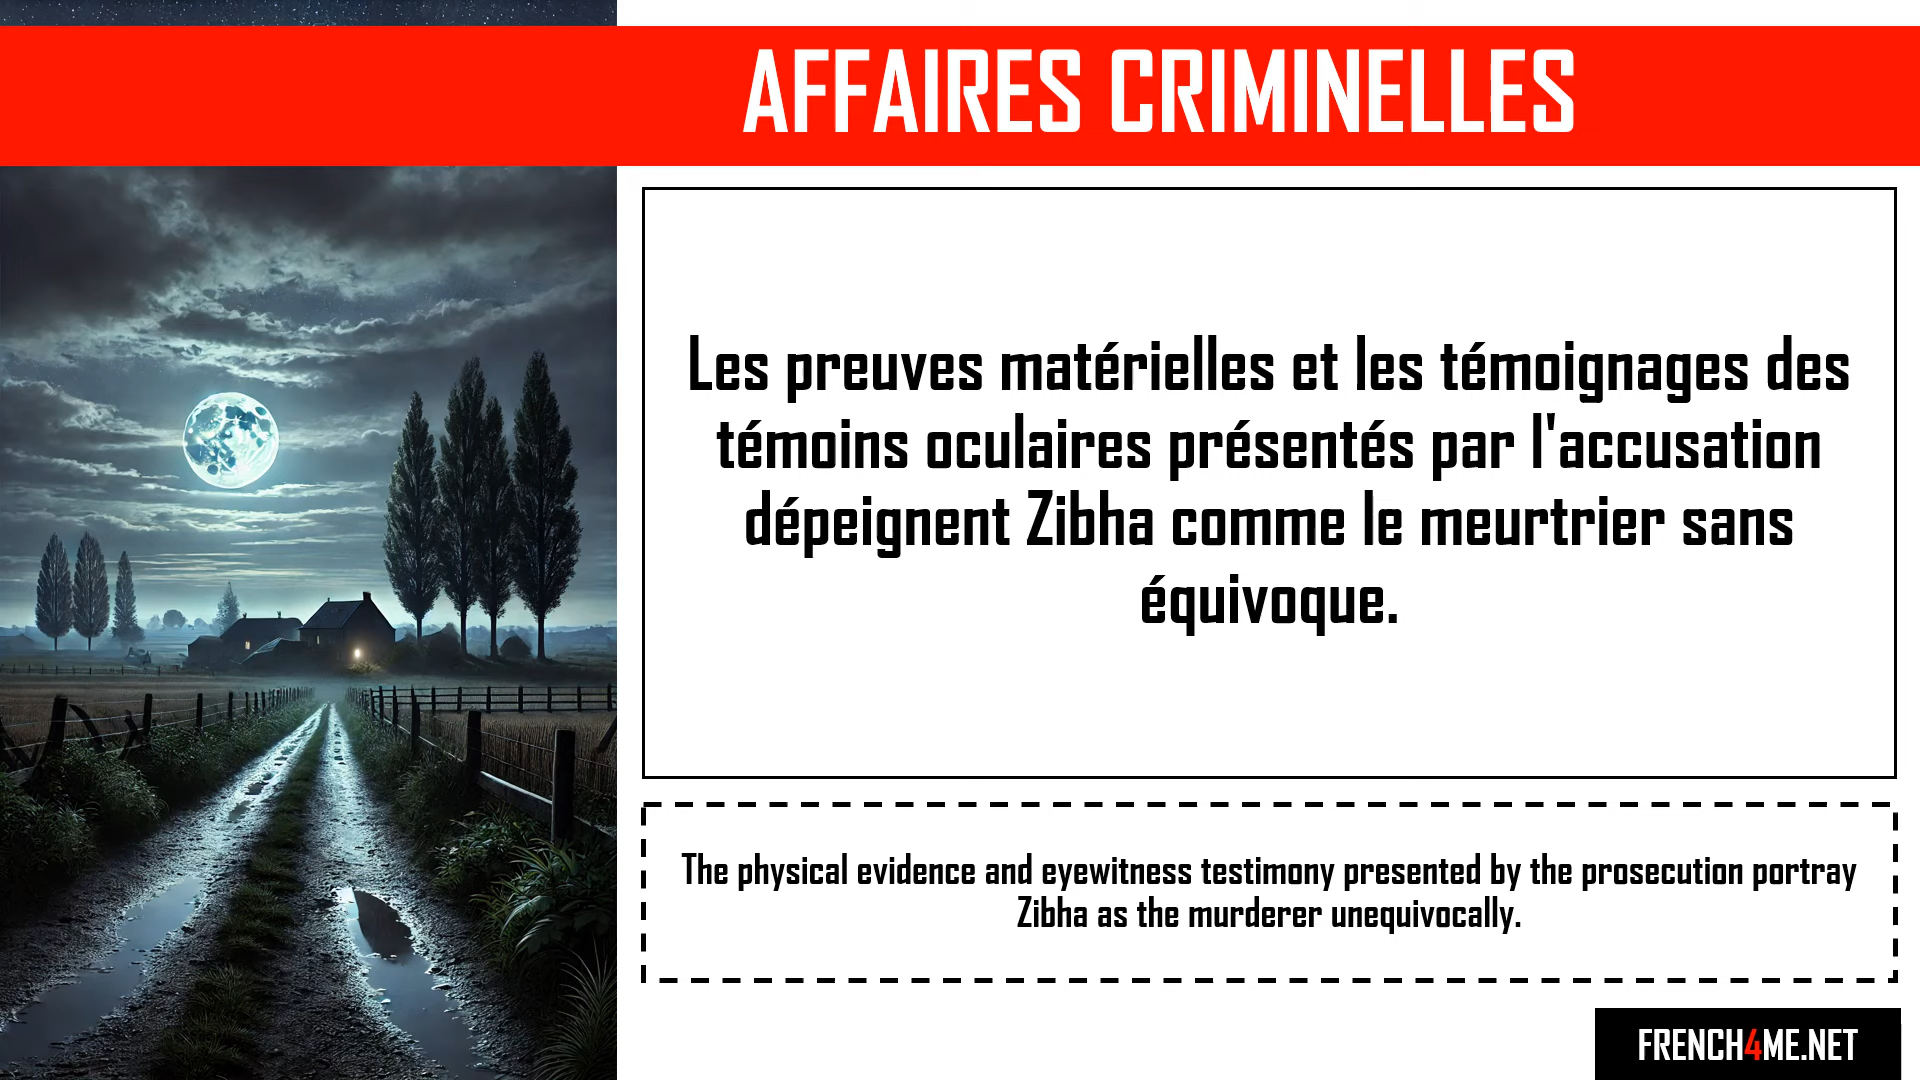 AFFAIRES CRIMINELLES
Les preuves matérielles et les témoignages des
témoins oculaires présentés par l'accusation
dépeignent Zibha comme le meurtrier sans
équivoque.
The physical evidence and eyewitness testimony presented by the prosecution portray
Zibha as the murderer unequivocally.
FRENCH4ME.NET